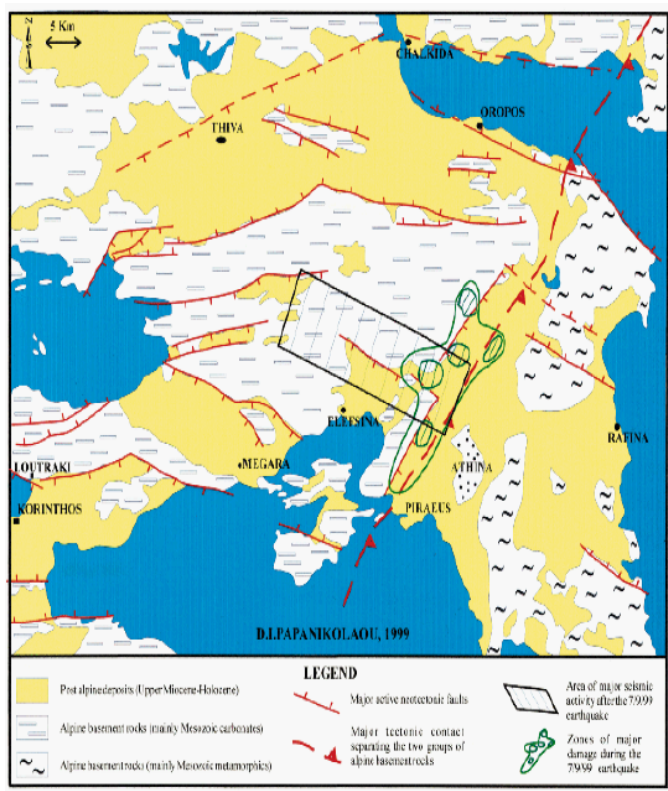 N
5 Km
CHALKIDA
OROPOS
THIVA
ELEFSINA
MEGARA
LOUTRAKI
KORINTHOS
ATHINA
RAFINA
PIRAEUS
D.I.PAPANIKOLAOU, 1999
LEGEND
Post alpine deposits (Upper Miocene-Holocene)
Alpine basement rocks (mainly Mesozoic carbonates)
Alpine basement rocks (mainly Mesozoic metamorphics)
Major active neotectonic faults
Major tectonic contact
separating the two groups of
alpine basement rocks
Area of major seismic
activity after the 7/9/99
earthquake
Zones of major
damage during the
7/9/99 earthquake